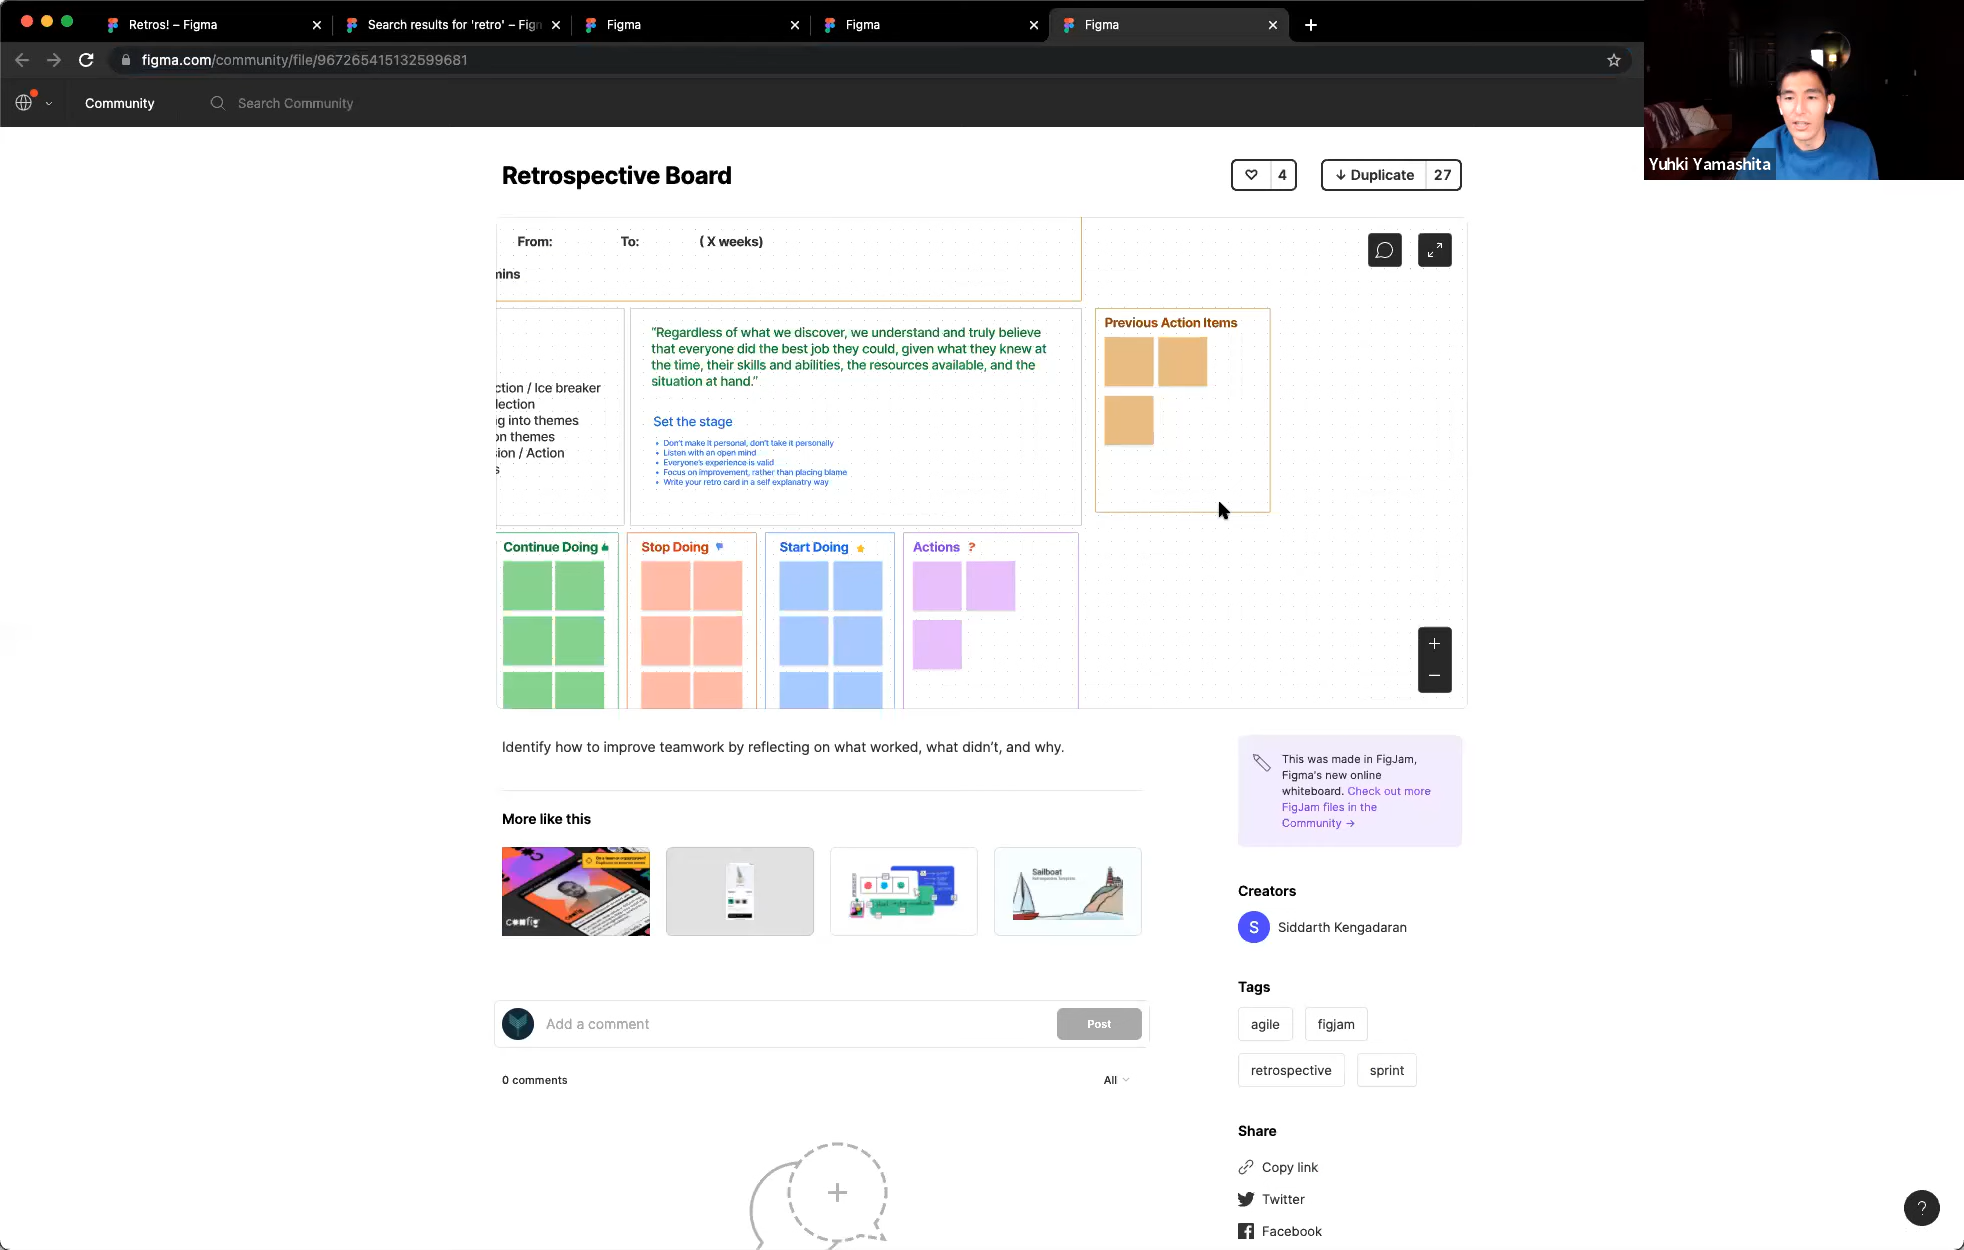 Retros! – Figma
Search results for 'retro' – Fig
Figma
Figma
Figma
figma.com/community/file/967265415132599681
Community
Search Community
Yuhki Yamashita
Retrospective Board
4
Duplicate
27
From:
To:
( X weeks)
mins
"Regardless of what we discover, we understand and truly believe
that everyone did the best job they could, given what they knew at
the time, their skills and abilities, the resources available, and the
situation at hand."
Previous Action Items
ction / Ice breaker
lection
g into themes
on themes
sion / Action
s
Set the stage
• Don't make it personal, don't take it personally
• Listen with an open mind
• Everyone's experience is valid
• Focus on improvement, rather than placing blame
• Write your retro card in a self explanatry way
Continue Doing
Stop Doing
Start Doing
Actions ?
Identify how to improve teamwork by reflecting on what worked, what didn't, and why.
This was made in FigJam,
Figma's new online
whiteboard. Check out more
FigJam files in the
Community →
More like this
config
Sailboat
Creators
S
Siddarth Kengadaran
Tags
agile
figjam
retrospective
sprint
Add a comment
Post
0 comments
All
Share
Copy link
Twitter
Facebook
?